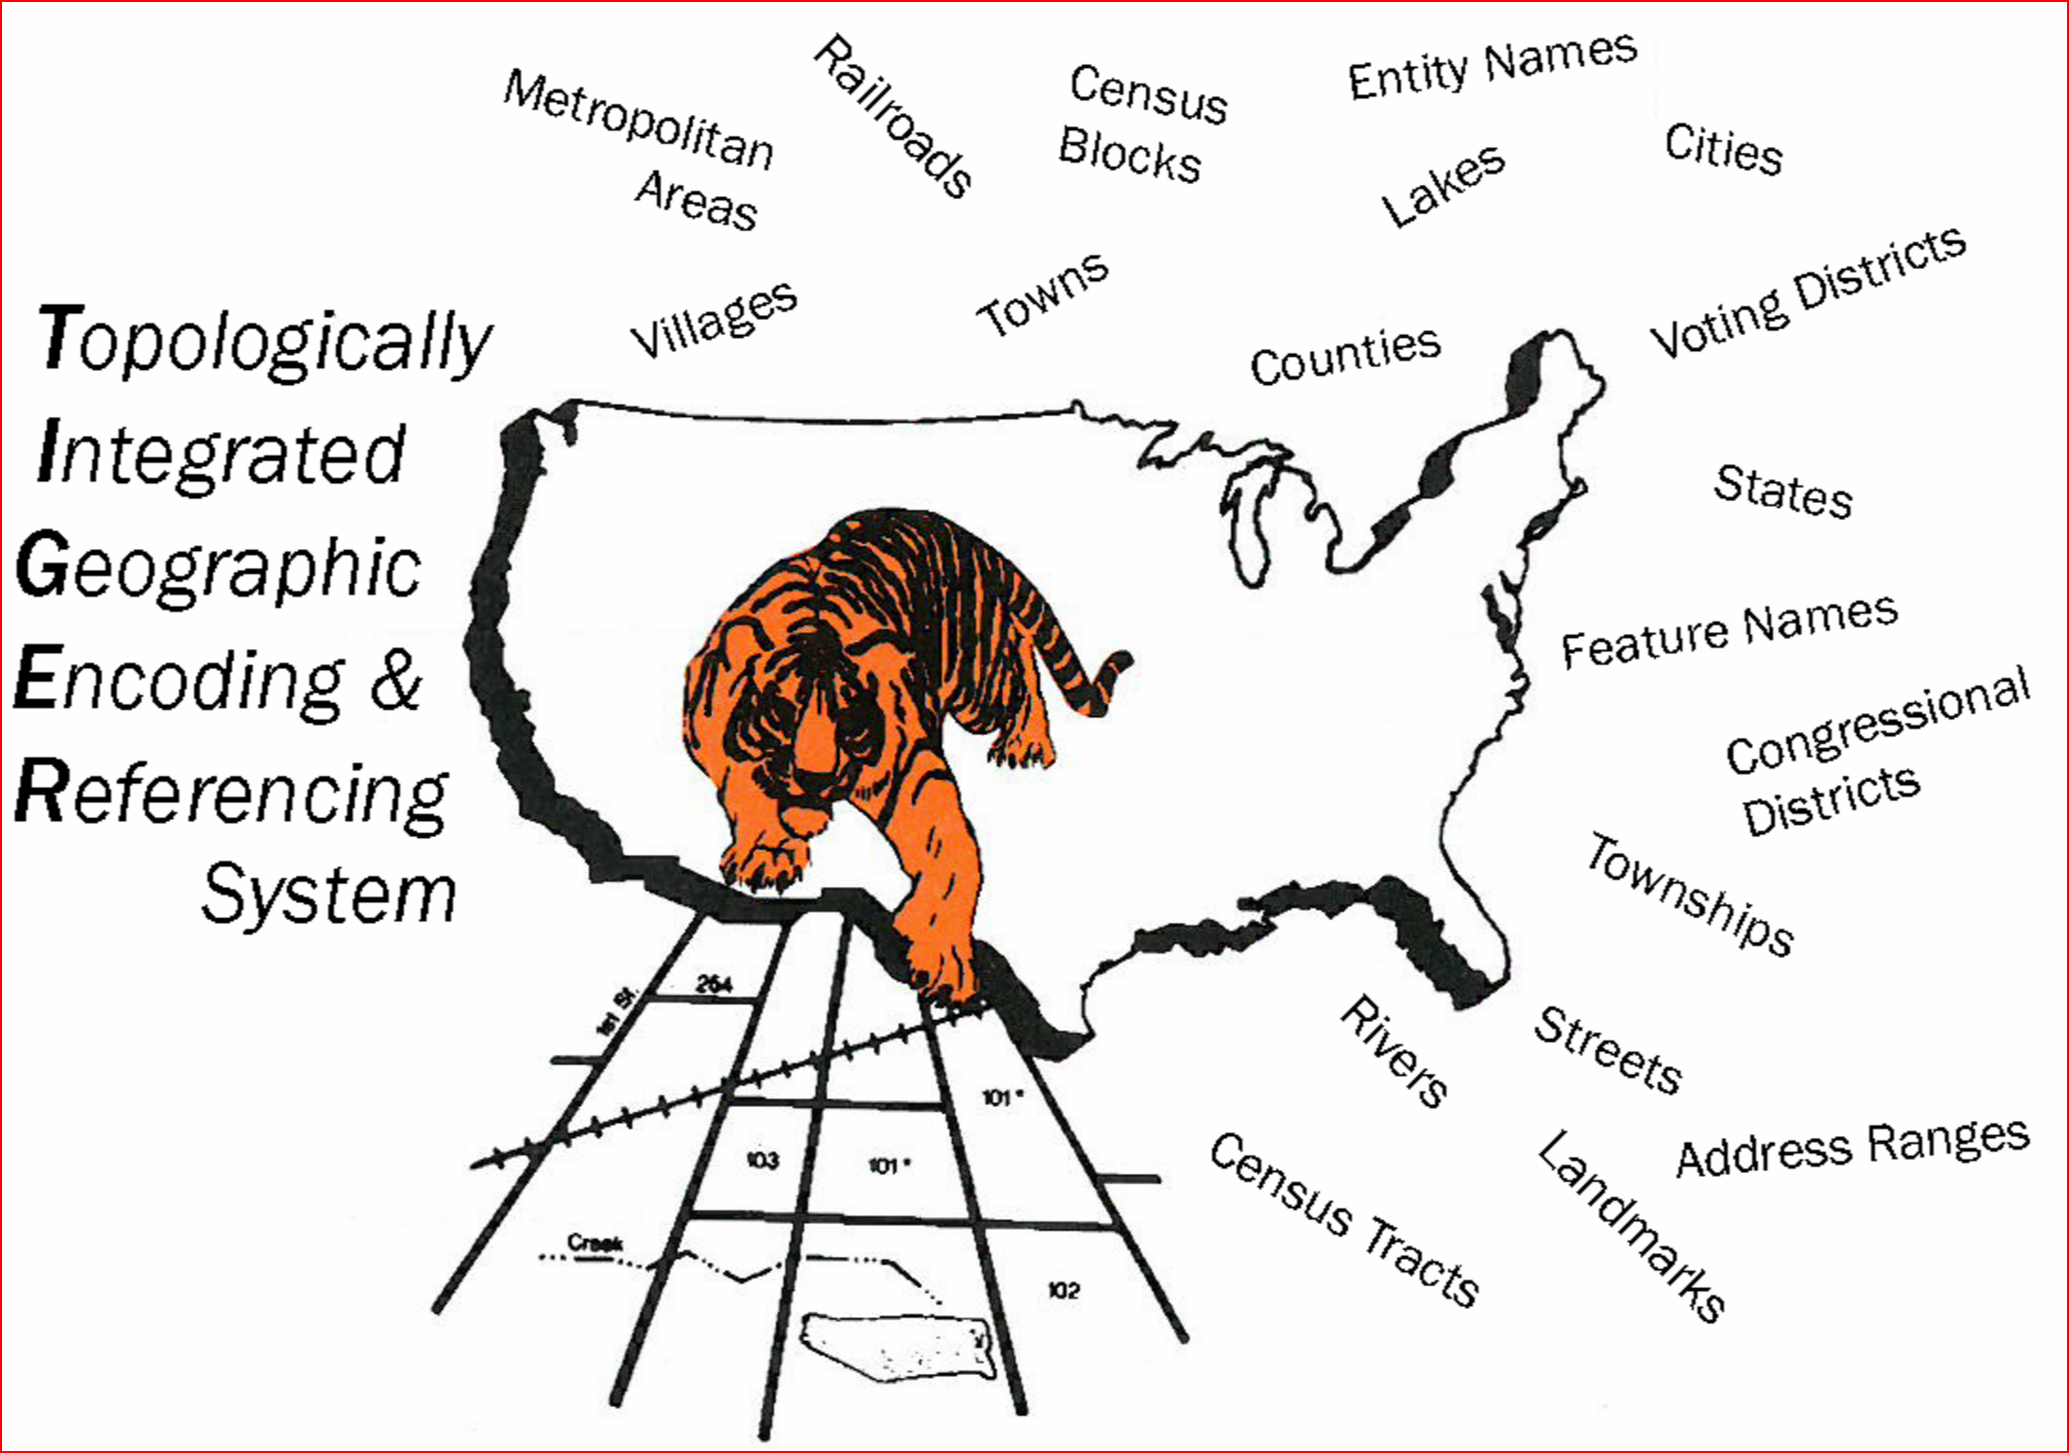 Topologically
Integrated
Geographic
Encoding &
Referencing
System
Metropolitan
Areas
Railroads
Census
Blocks
Entity Names
Lakes
Cities
Villages
Towns
Counties
Voting Districts
States
Feature Names
Congressional
Districts
Townships
Rivers
Streets
Census Tracts
Landmarks
Address Ranges
264
101*
103
101*
Creek
102